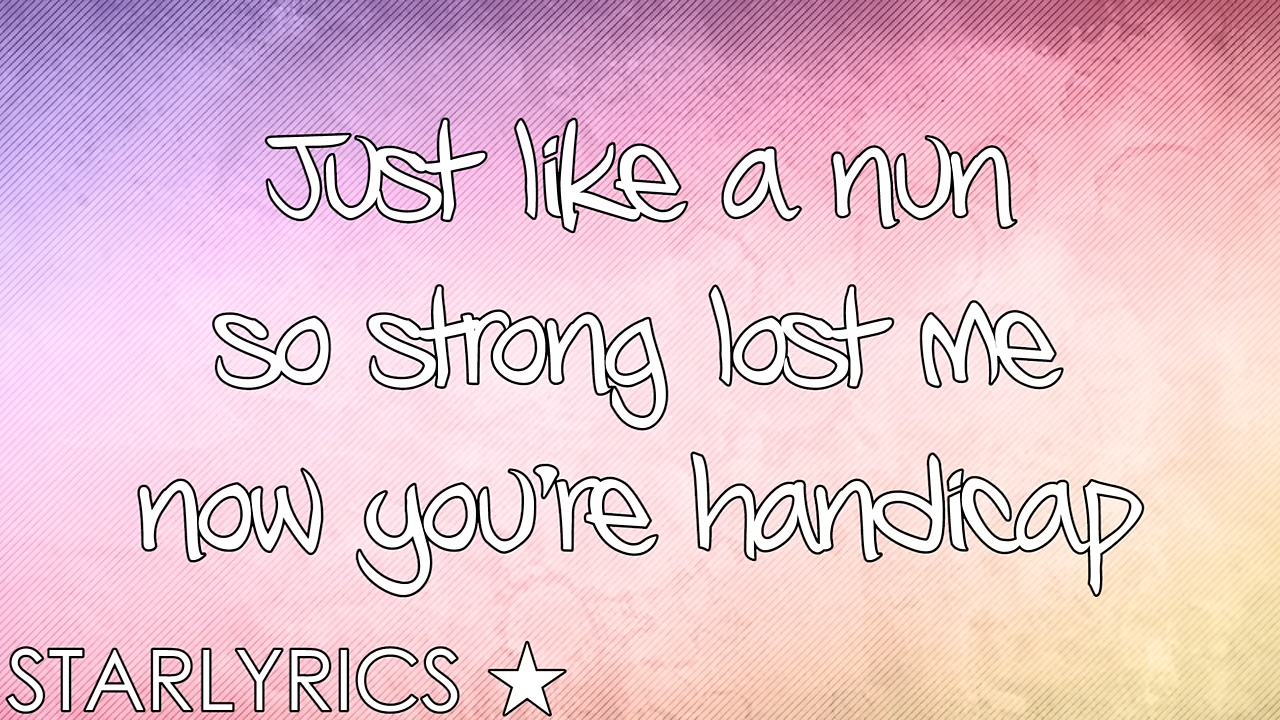 Just like a nun
so strong lost me
now you're handicap
STARLYRICS ★